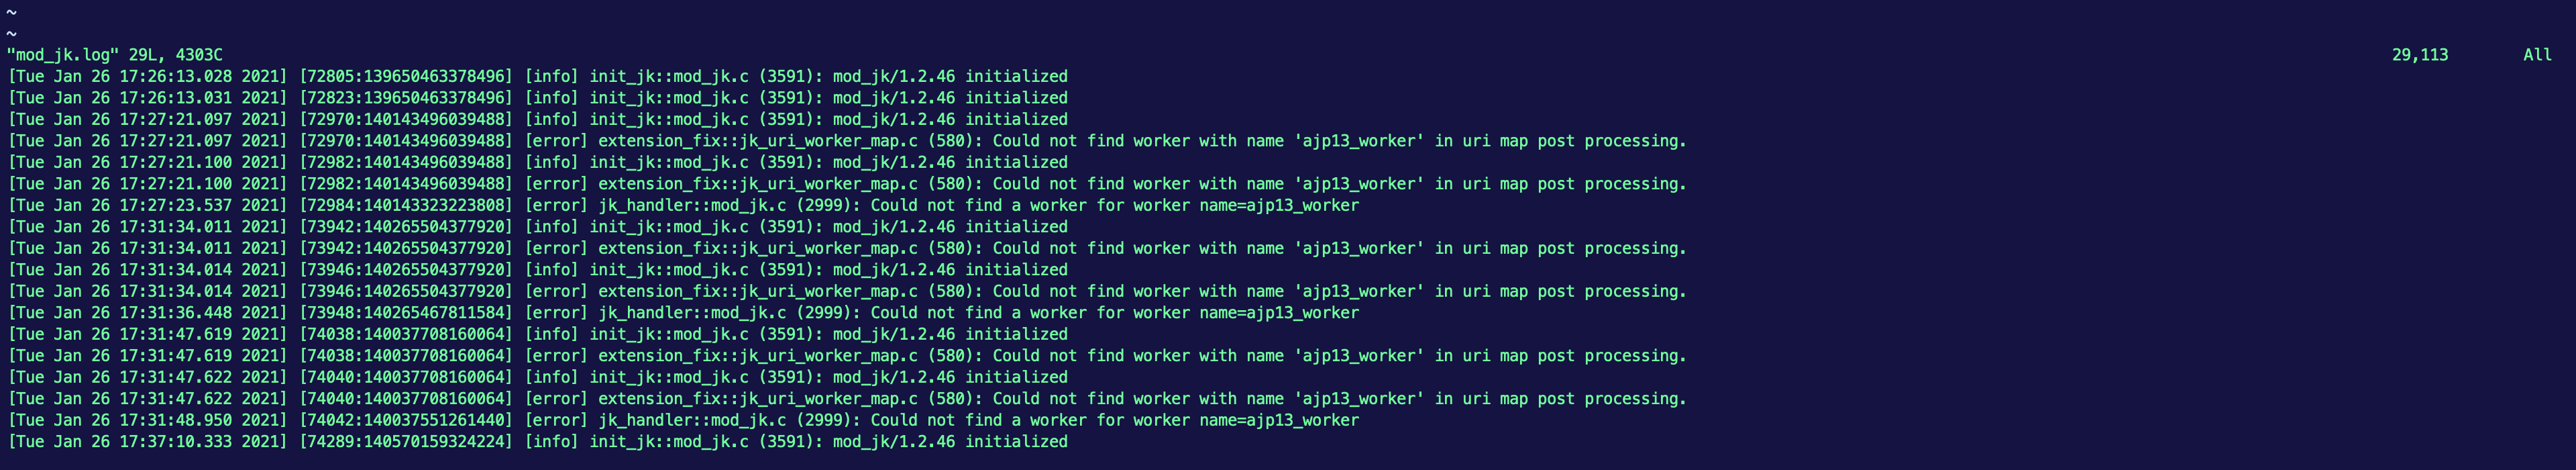 ~
~
"mod_jk.log" 29L, 4303C 29,113 All
[Tue Jan 26 17:26:13.028 2021] [72805:139650463378496] [info] init_jk::mod_jk.c (3591): mod_jk/1.2.46 initialized
[Tue Jan 26 17:26:13.031 2021] [72823:139650463378496] [info] init_jk::mod_jk.c (3591): mod_jk/1.2.46 initialized
[Tue Jan 26 17:27:21.097 2021] [72970:140143496039488] [info] init_jk::mod_jk.c (3591): mod_jk/1.2.46 initialized
[Tue Jan 26 17:27:21.097 2021] [72970:140143496039488] [error] extension_fix::jk_uri_worker_map.c (580): Could not find worker with name 'ajp13_worker' in uri map post processing.
[Tue Jan 26 17:27:21.100 2021] [72982:140143496039488] [info] init_jk::mod_jk.c (3591): mod_jk/1.2.46 initialized
[Tue Jan 26 17:27:21.100 2021] [72982:140143496039488] [error] extension_fix::jk_uri_worker_map.c (580): Could not find worker with name 'ajp13_worker' in uri map post processing.
[Tue Jan 26 17:27:23.537 2021] [72984:140143323223808] [error] jk_handler::mod_jk.c (2999): Could not find a worker for worker name=ajp13_worker
[Tue Jan 26 17:31:34.011 2021] [73942:140265504377920] [info] init_jk::mod_jk.c (3591): mod_jk/1.2.46 initialized
[Tue Jan 26 17:31:34.011 2021] [73942:140265504377920] [error] extension_fix::jk_uri_worker_map.c (580): Could not find worker with name 'ajp13_worker' in uri map post processing.
[Tue Jan 26 17:31:34.014 2021] [73946:140265504377920] [info] init_jk::mod_jk.c (3591): mod_jk/1.2.46 initialized
[Tue Jan 26 17:31:34.014 2021] [73946:140265504377920] [error] extension_fix::jk_uri_worker_map.c (580): Could not find worker with name 'ajp13_worker' in uri map post processing.
[Tue Jan 26 17:31:36.448 2021] [73948:140265467811584] [error] jk_handler::mod_jk.c (2999): Could not find a worker for worker name=ajp13_worker
[Tue Jan 26 17:31:47.619 2021] [74038:140037708160064] [info] init_jk::mod_jk.c (3591): mod_jk/1.2.46 initialized
[Tue Jan 26 17:31:47.619 2021] [74038:140037708160064] [error] extension_fix::jk_uri_worker_map.c (580): Could not find worker with name 'ajp13_worker' in uri map post processing.
[Tue Jan 26 17:31:47.622 2021] [74040:140037708160064] [info] init_jk::mod_jk.c (3591): mod_jk/1.2.46 initialized
[Tue Jan 26 17:31:47.622 2021] [74040:140037708160064] [error] extension_fix::jk_uri_worker_map.c (580): Could not find worker with name 'ajp13_worker' in uri map post processing.
[Tue Jan 26 17:31:48.950 2021] [74042:140037551261440] [error] jk_handler::mod_jk.c (2999): Could not find a worker for worker name=ajp13_worker
[Tue Jan 26 17:37:10.333 2021] [74289:140570159324224] [info] init_jk::mod_jk.c (3591): mod_jk/1.2.46 initialized